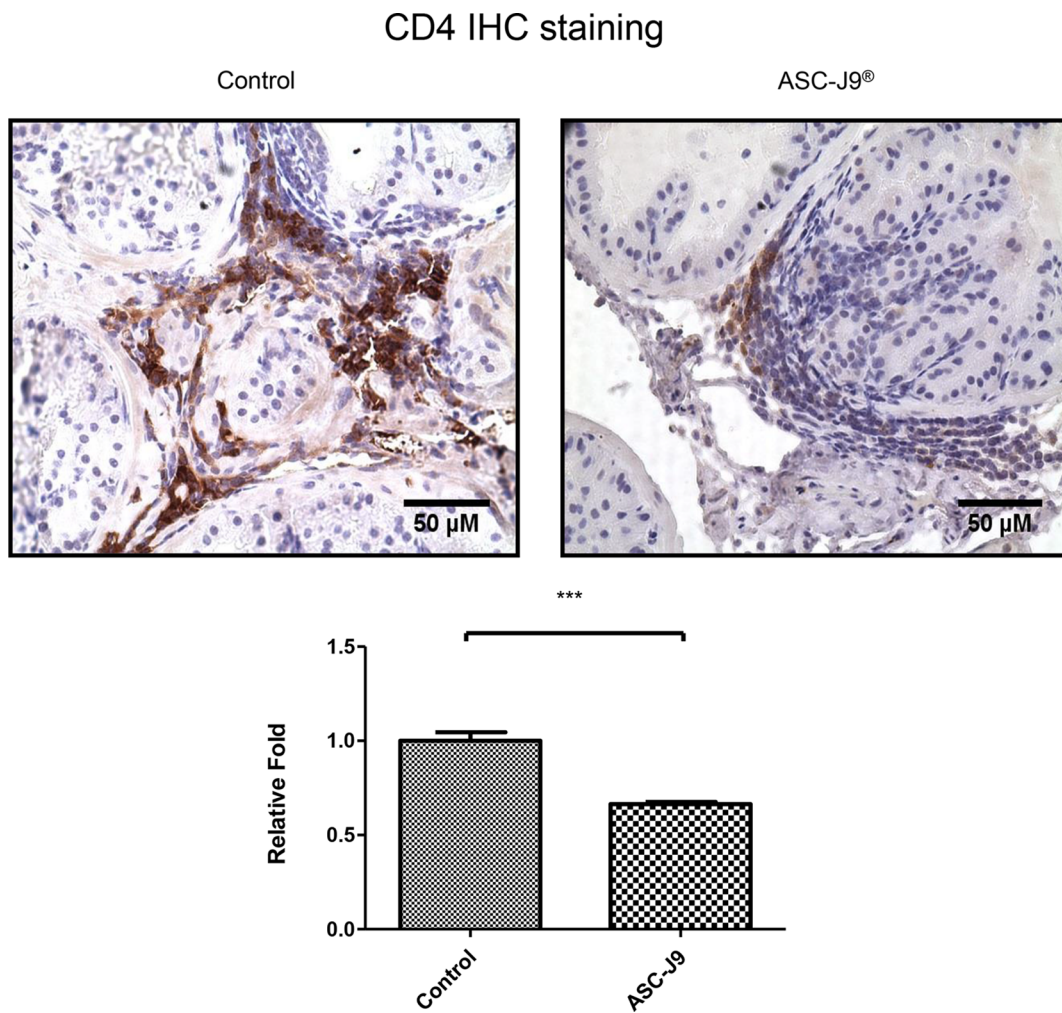 CD4 IHC staining
Control
ASC-J9®
50 µM
50 µM
***
1.5
1.0
0.5
0.0
Relative Fold
Control
ASC-J9